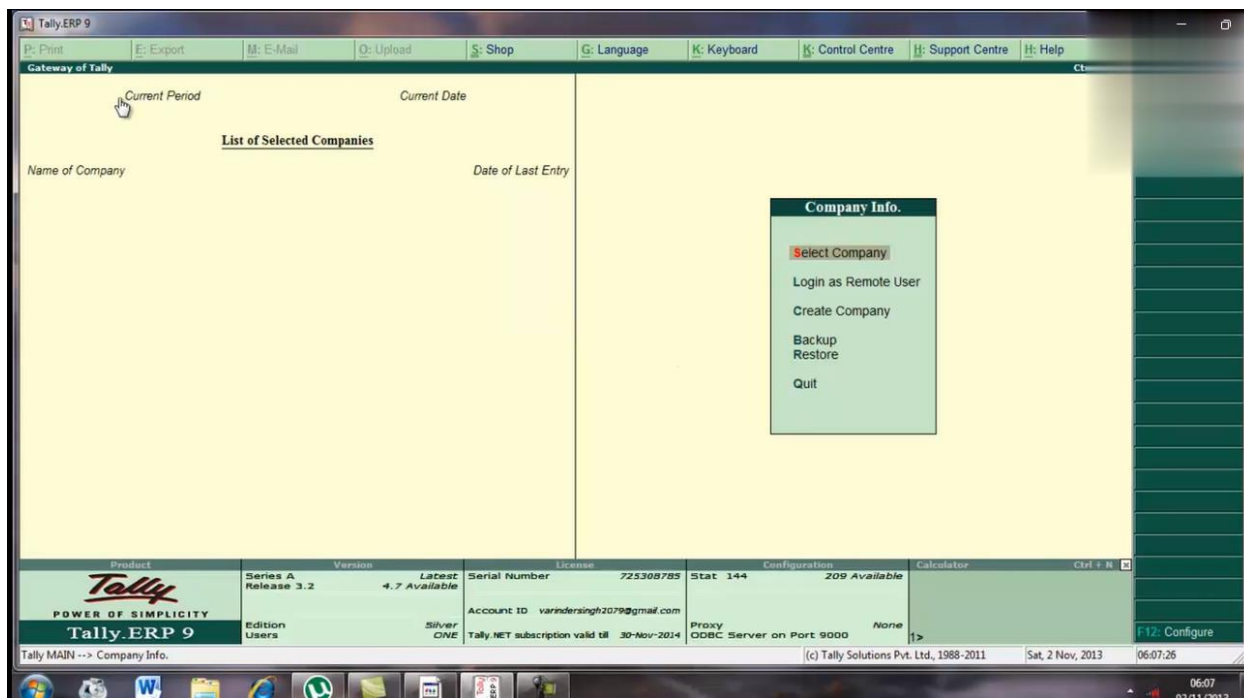 Tally.ERP 9
P: Print E: Export M: E-Mail O: Upload S: Shop G: Language K: Keyboard K: Control Centre H: Support Centre H: Help
Gateway of Tally
Current Period Current Date
List of Selected Companies
Name of Company Date of Last Entry
Company Info.
Select Company
Login as Remote User
Create Company
Backup
Restore
Quit
Product Version License Configuration Calculator Ctrl + N
Tally
POWER OF SIMPLICITY
Tally.ERP 9
Series A Latest
Release 3.2 4.7 Available
Edition Silver
Users ONE
Serial Number 725308785
Account ID varindersingh2079@gmail.com
Tally.NET subscription valid till 30-Nov-2014
Stat 144 209 Available
Proxy None
ODBC Server on Port 9000
1>
F12: Configure
Tally MAIN --> Company Info. (c) Tally Solutions Pvt. Ltd., 1988-2011 Sat, 2 Nov, 2013 06:07:26
06:07